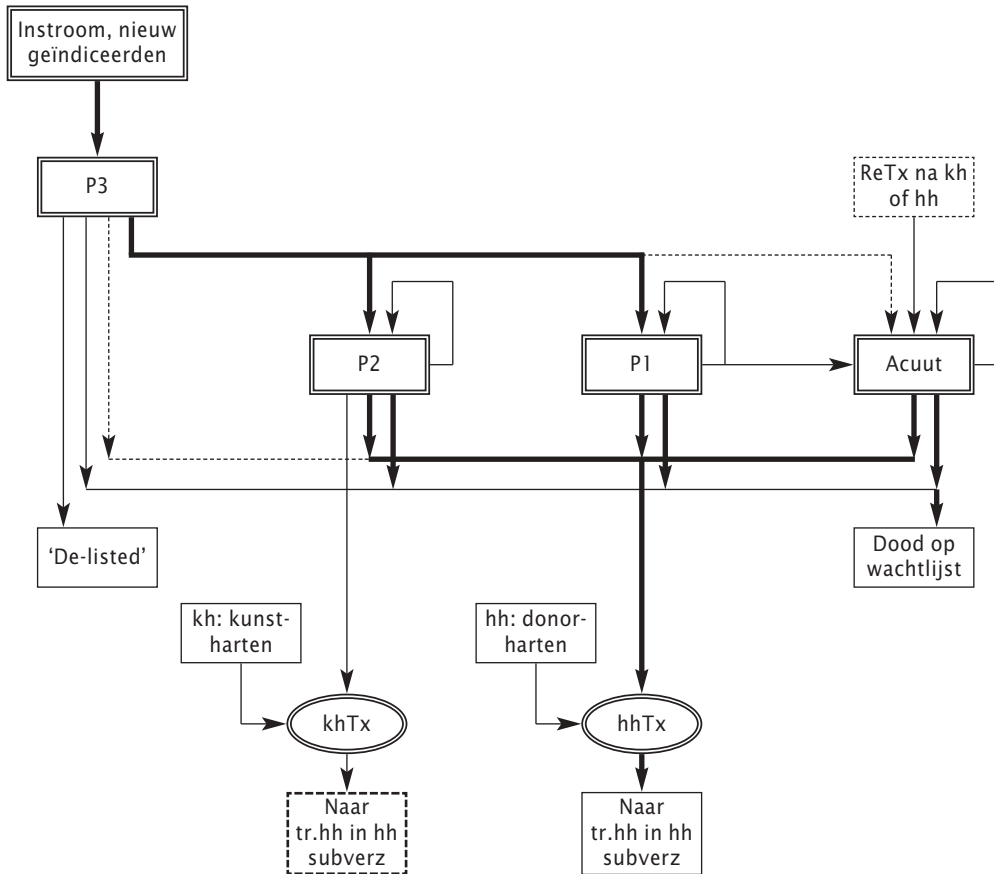 Instroom, nieuw
geïndiceerden
P3
ReTx na kh
of hh
P2
P1
Acuut
‘De-listed’
Dood op
wachtlijst
kh: kunst-
harten
hh: donor-
harten
khTx
hhTx
Naar
tr.hh in hh
subverz
Naar
tr.hh in hh
subverz